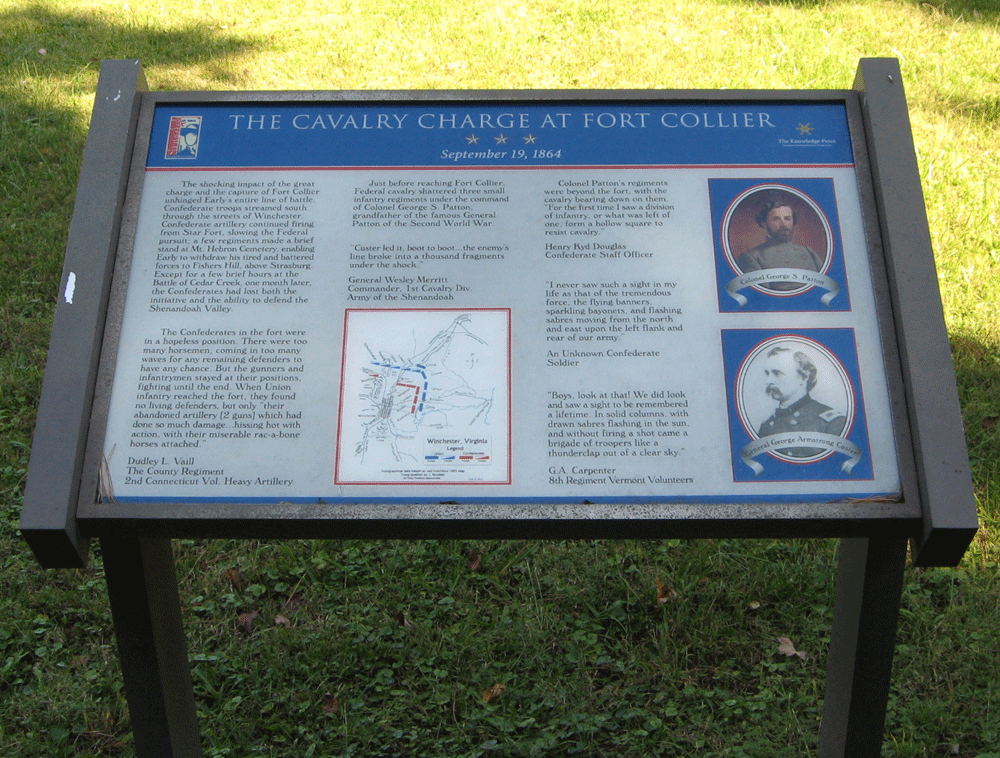 THE CAVALRY CHARGE AT FORT COLLIER
September 19, 1864
The Knowledge Point
The shocking impact of the great
charge and the capture of Fort Collier
unhinged Early's entire line of battle.
Confederate troops streamed south
through the streets of Winchester.
Confederate artillery continued firing
from Star Fort, slowing the Federal
pursuit; a few regiments made a brief
stand at Mt. Hebron Cemetery, enabling
Early to withdraw his tired and battered
forces to Fishers Hill, above Strasburg.
Except for a few brief hours at the
Battle of Cedar Creek, one month later,
the Confederates had lost both the
initiative and the ability to defend the
Shenandoah Valley.
The Confederates in the fort were
in a hopeless position. There were too
many horsemen, coming in too many
waves for any remaining defenders to
have any chance. But the gunners and
infantrymen stayed at their positions,
fighting until the end. When Union
infantry reached the fort, they found
no living defenders, but only "their
abandoned artillery [2 guns] which had
done so much damage...hissing hot with
action, with their miserable rac-a-bone
horses attached."
Dudley L. Vaill
The County Regiment
2nd Connecticut Vol. Heavy Artillery
Just before reaching Fort Collier,
Federal cavalry shattered three small
infantry regiments under the command
of Colonel George S. Patton,
grandfather of the famous General
Patton of the Second World War.
"Custer led it, boot to boot...the enemy's
line broke into a thousand fragments
under the shock."
General Wesley Merritt
Commander, 1st Cavalry Div.
Army of the Shenandoah
Winchester, Virginia
Legend
Colonel Patton's regiments
were beyond the fort, with the
cavalry bearing down on them.
"For the first time I saw a division
of infantry, or what was left of
one, form a hollow square to
resist cavalry."
Henry Kyd Douglas
Confederate Staff Officer
"I never saw such a sight in my
life as that of the tremendous
force, the flying banners,
sparkling bayonets, and flashing
sabres moving from the north
and east upon the left flank and
rear of our army."
An Unknown Confederate
Soldier
"Boys, look at that! We did look
and saw a sight to be remembered
a lifetime. In solid columns, with
drawn sabres flashing in the sun,
and without firing a shot came a
brigade of troopers like a
thunderclap out of a clear sky,"
G.A. Carpenter
8th Regiment Vermont Volunteers
Colonel George S. Patton
General George Armstrong Custer